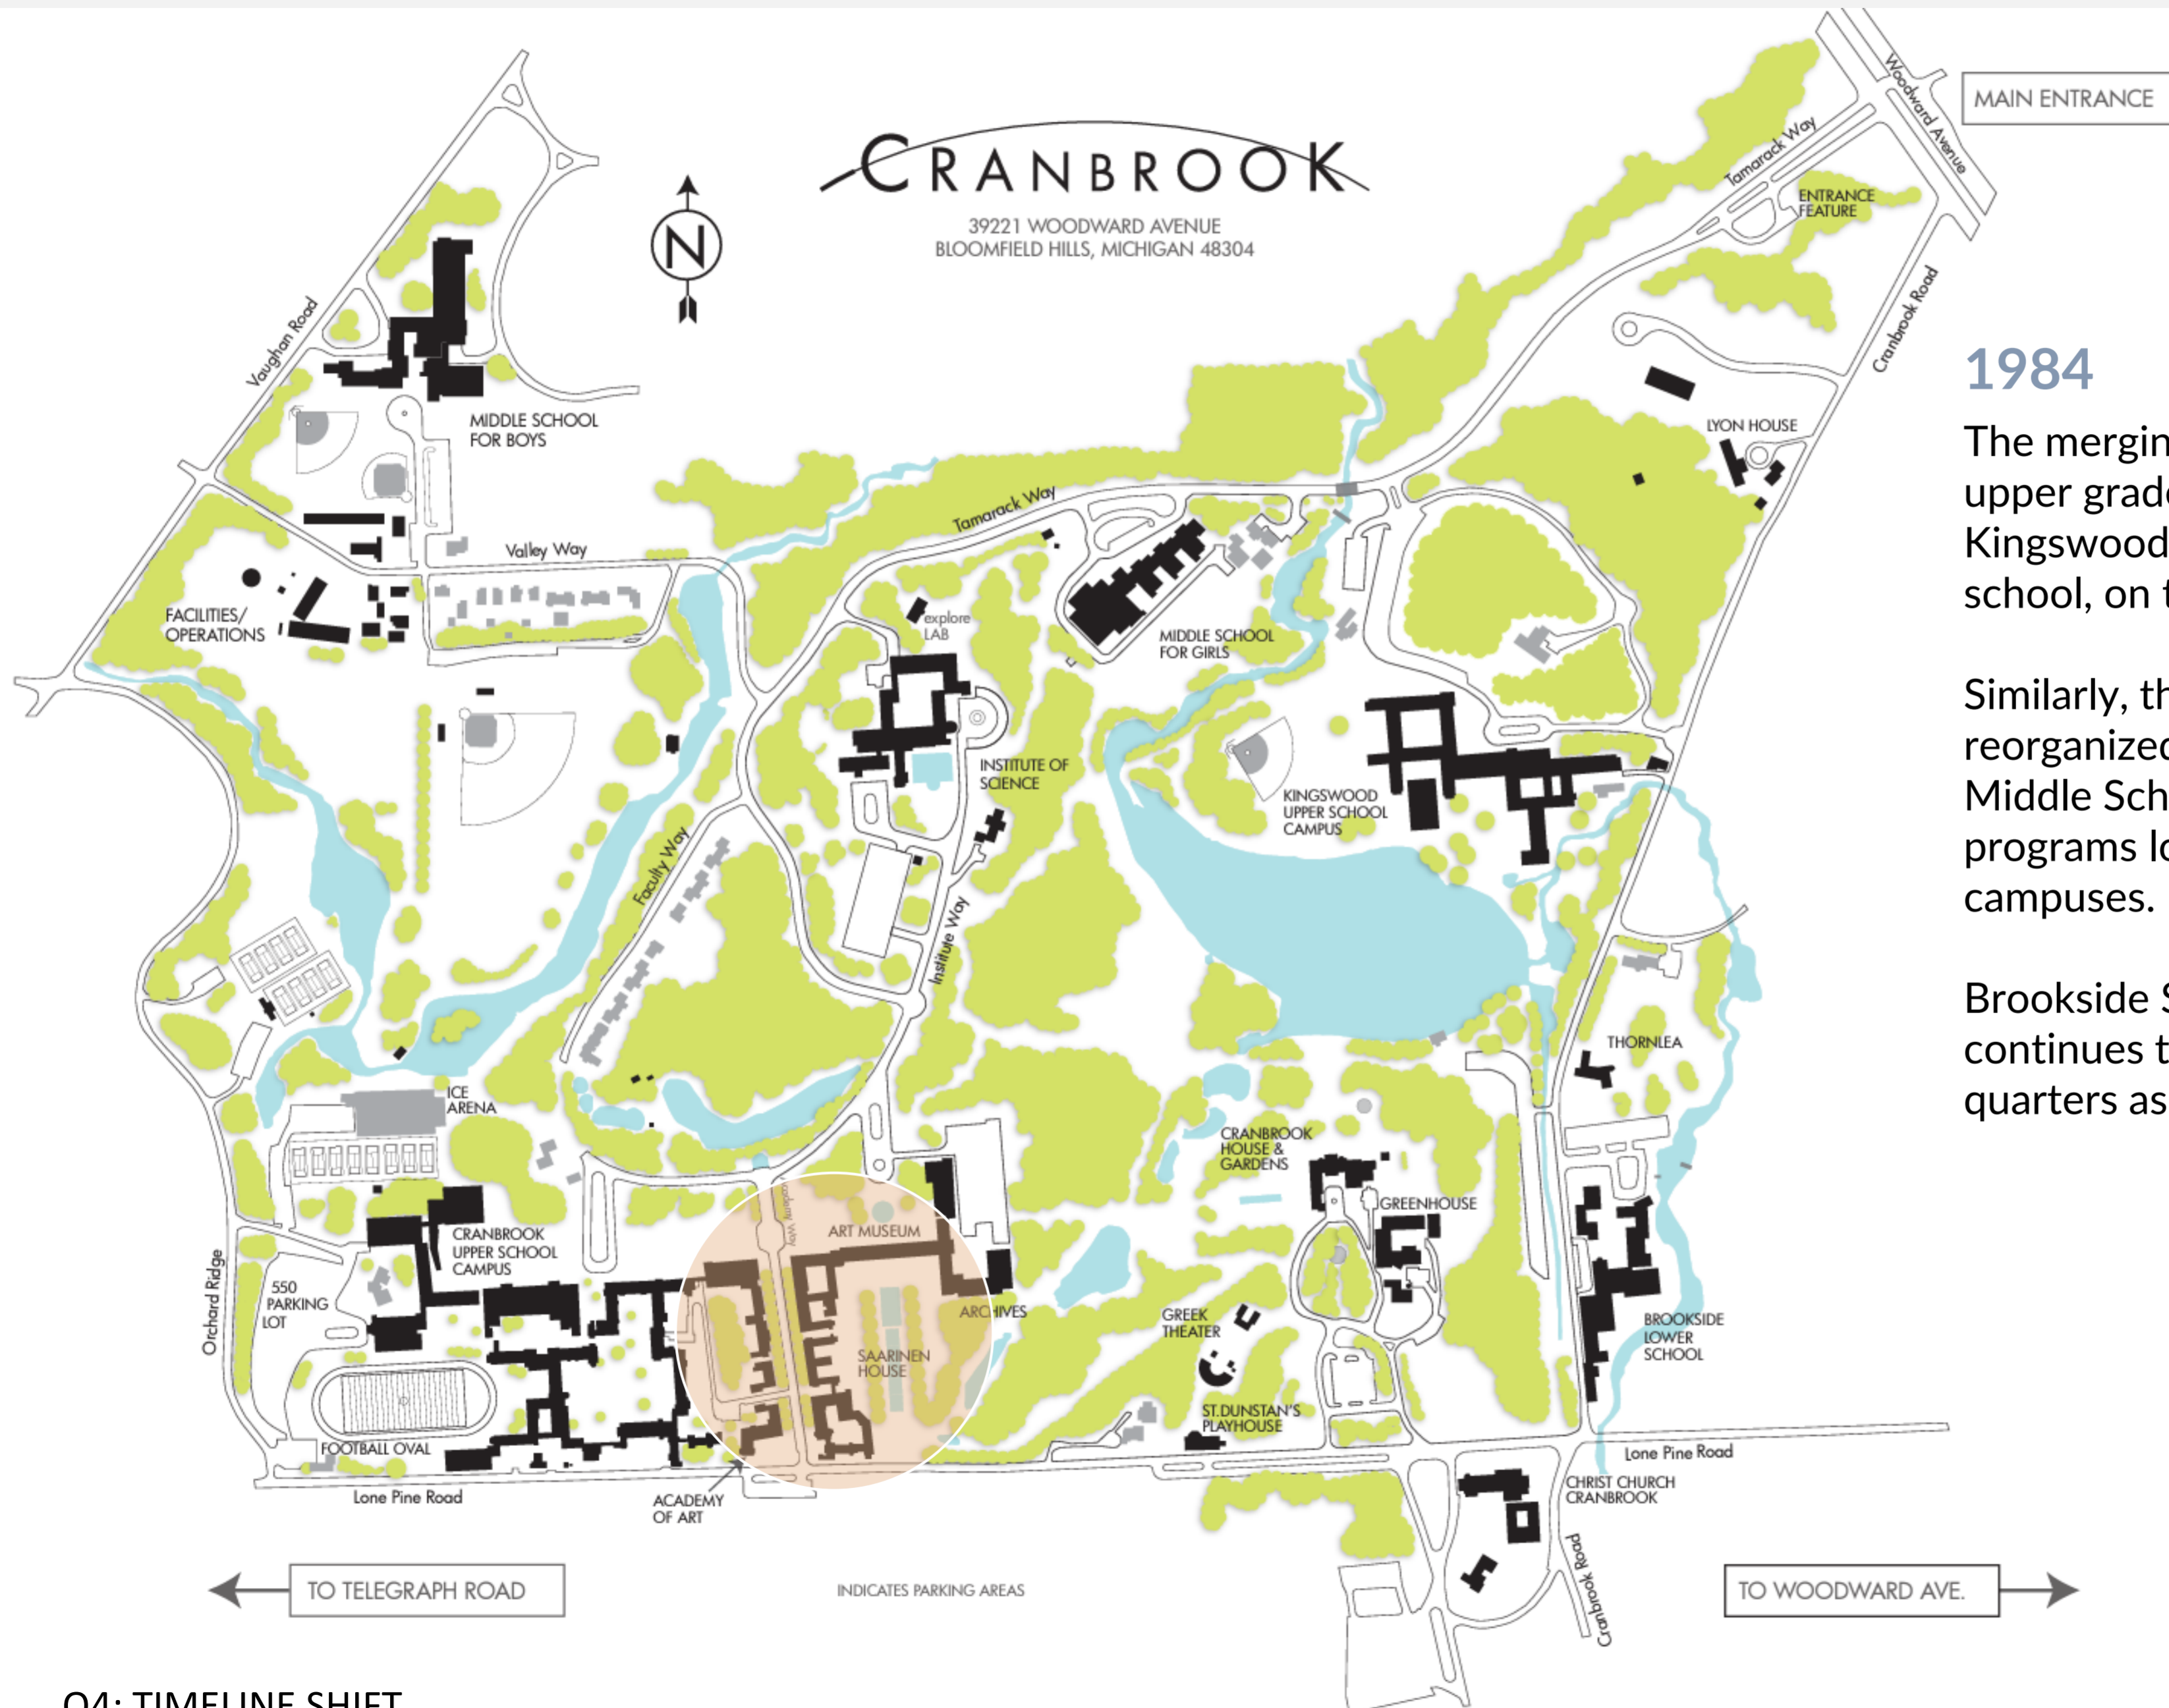 CRANBROOK
39221 WOODWARD AVENUE
BLOOMFIELD HILLS, MICHIGAN 48304
N
MAIN ENTRANCE
Woodward Avenue
Tamarack Way
ENTRANCE
FEATURE
Cranbrook Road
Vaughan Road
MIDDLE SCHOOL
FOR BOYS
LYON HOUSE
Tamarack Way
Valley Way
FACILITIES/
OPERATIONS
explore
LAB
MIDDLE SCHOOL
FOR GIRLS
INSTITUTE OF
SCIENCE
KINGSWOOD
UPPER SCHOOL
CAMPUS
Faculty Way
Institute Way
THORNLEA
ICE
ARENA
CRANBROOK
HOUSE &
GARDENS
GREENHOUSE
Academy Way
ART MUSEUM
CRANBROOK
UPPER SCHOOL
CAMPUS
Orchard Ridge
550
PARKING
LOT
ARCHIVES
GREEK
THEATER
BROOKSIDE
LOWER
SCHOOL
SAARINEN
HOUSE
ST.DUNSTAN'S
PLAYHOUSE
FOOTBALL OVAL
Lone Pine Road
Lone Pine Road
ACADEMY
OF ART
CHRIST CHURCH
CRANBROOK
Cranbrook Road
TO TELEGRAPH ROAD
INDICATES PARKING AREAS
TO WOODWARD AVE.
1984
The
upper
Kingswood
school, on
Similarly,
reorganized
Middle
programs
campuses.
Brookside
continues
quarters as
Q4: TIMELINE SHIFT